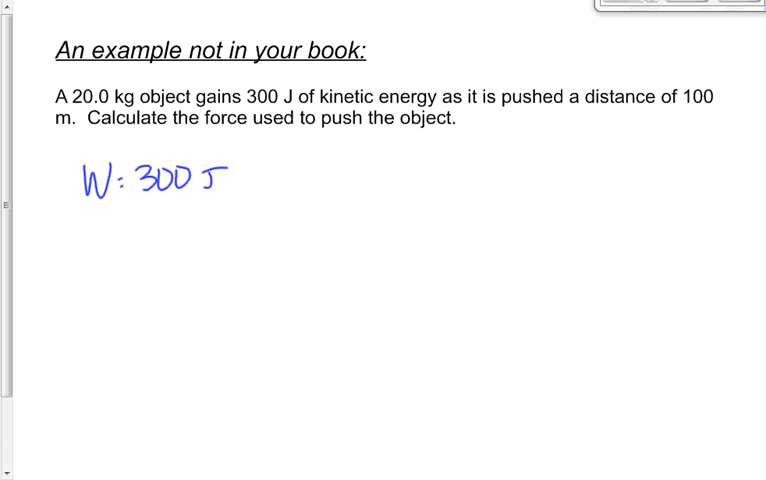 An example not in your book:
A 20.0 kg object gains 300 J of kinetic energy as it is pushed a distance of 100
m.  Calculate the force used to push the object.
W: 300 J